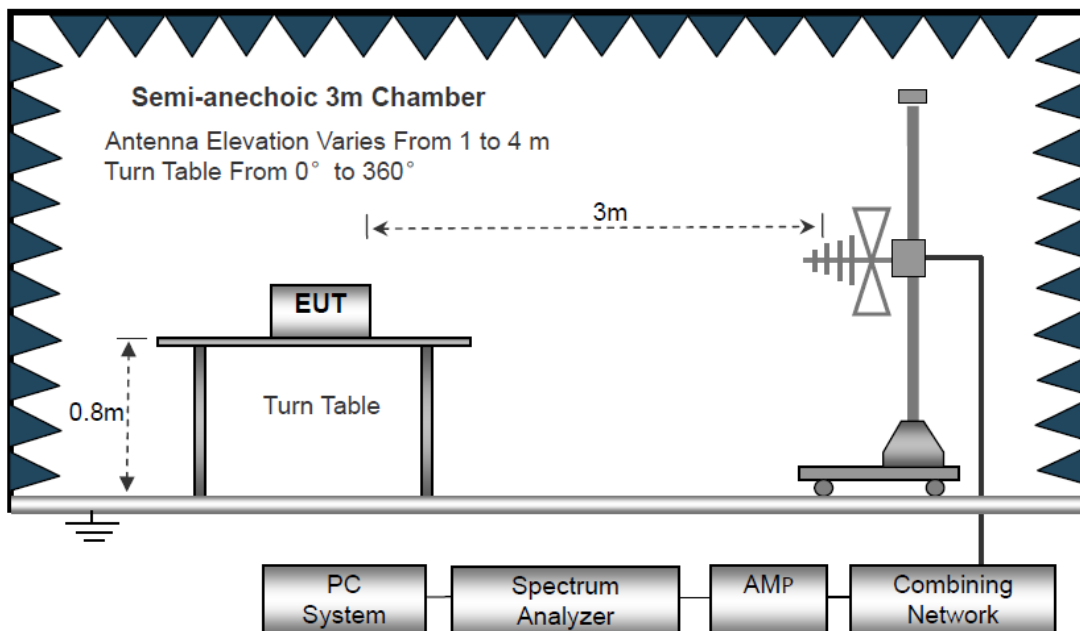 Semi-anechoic 3m Chamber
Antenna Elevation Varies From 1 to 4 m
Turn Table From 0° to 360°
3m
EUT
0.8m
Turn Table
PC
System
Spectrum
Analyzer
AMP
Combining
Network